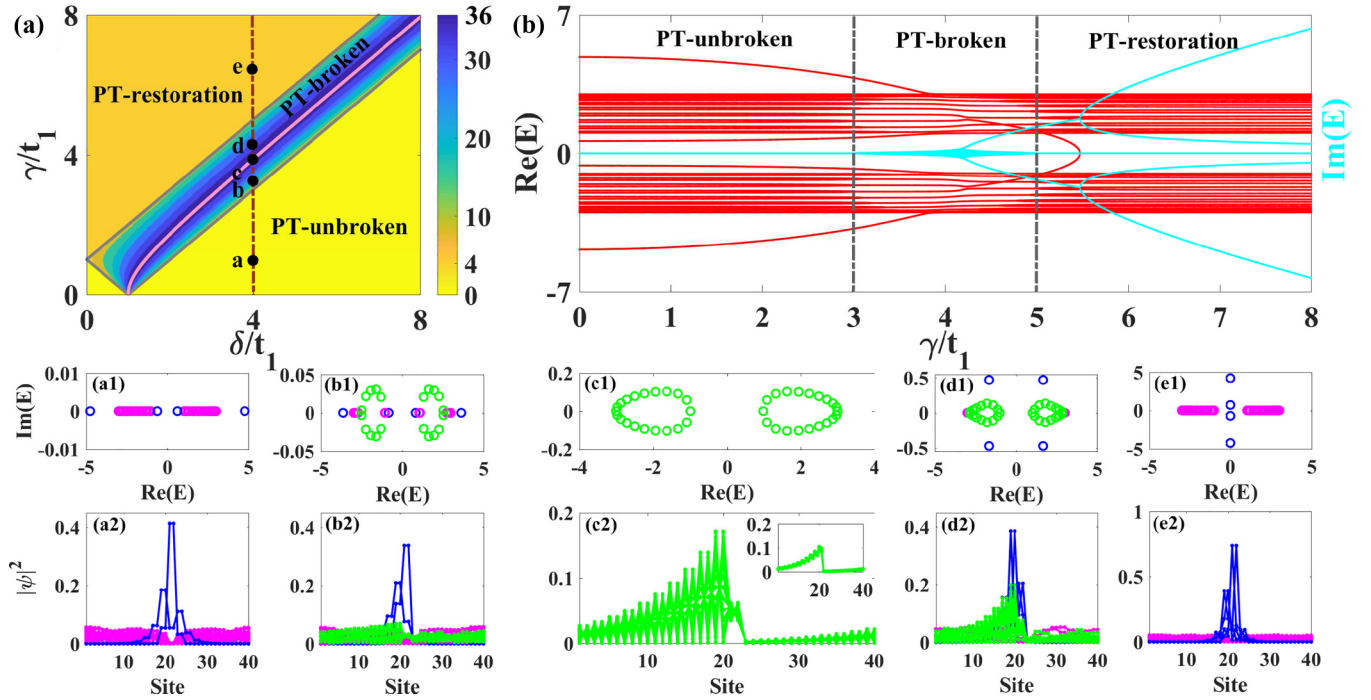 (a)
γ/t₁
8
4
0
0
4
8
δ/t₁
PT-restoration
PT-broken
PT-unbroken
e
d
c
b
a
36
30
20
10
4
0
(b)
Re(E)
7
0
-7
PT-unbroken
PT-broken
PT-restoration
Im(E)
0
1
2
3
4
5
6
7
8
γ/t₁
(a1)
Im(E)
0.01
0
-0.01
-5
0
5
Re(E)
(b1)
0.05
0
-0.05
-5
0
5
Re(E)
(c1)
0.2
0
-0.2
-4
-2
0
2
4
Re(E)
(d1)
0.5
0
-0.5
-5
0
5
Re(E)
(e1)
5
0
-5
-5
0
5
Re(E)
(a2)
|ψ|²
0.4
0.2
0
10
20
30
40
Site
(b2)
0.4
0.2
0
10
20
30
40
Site
(c2)
0.2
0.1
0
10
20
30
40
Site
0.2
0.1
0
20
40
(d2)
0.4
0.2
0
10
20
30
40
Site
(e2)
1
0.5
0
10
20
30
40
Site